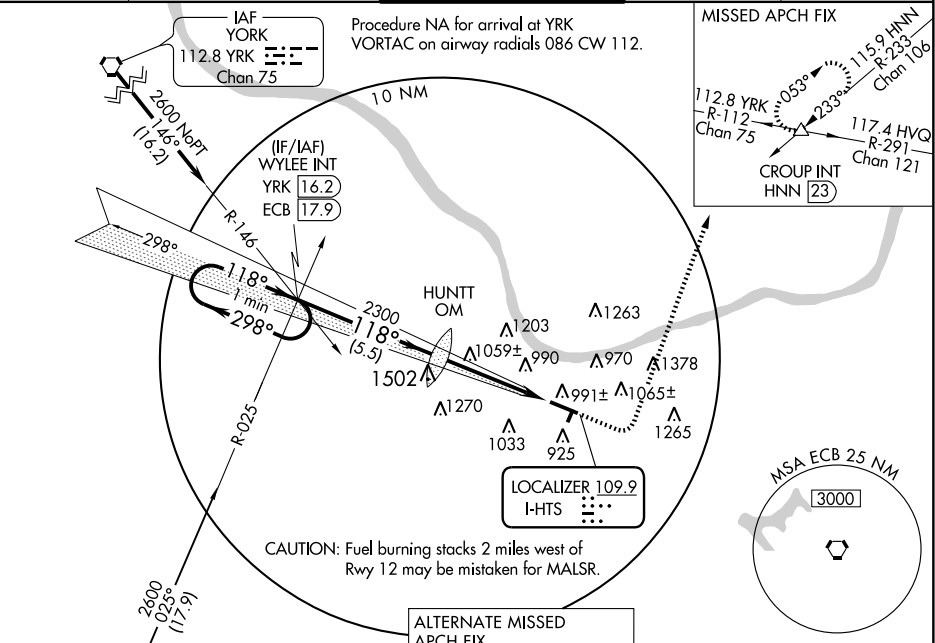 IAF
YORK
112.8 YRK
Chan 75
Procedure NA for arrival at YRK
VORTAC on airway radials 086 CW 112.
MISSED APCH FIX
115.9 HNN
R-233
Chan 106
053°
233°
112.8 YRK
R-112
Chan 75
117.4 HVQ
R-291
Chan 121
CROUP INT
HNN 23
10 NM
2600 NoPT
146°
(16.2)
(IF/IAF)
WYLEE INT
YRK 16.2
ECB 17.9
R-146
298°
118°
1 min
298°
2300
118°
(5.5)
HUNTT
OM
1263
1203
1059±
990
970
1378
1502
991±
1065±
1270
1265
1033
925
R-025
LOCALIZER 109.9
I-HTS
MSA ECB 25 NM
3000
CAUTION: Fuel burning stacks 2 miles west of
Rwy 12 may be mistaken for MALSR.
2600
025°
(17.9)
ALTERNATE MISSED
APCH FIX